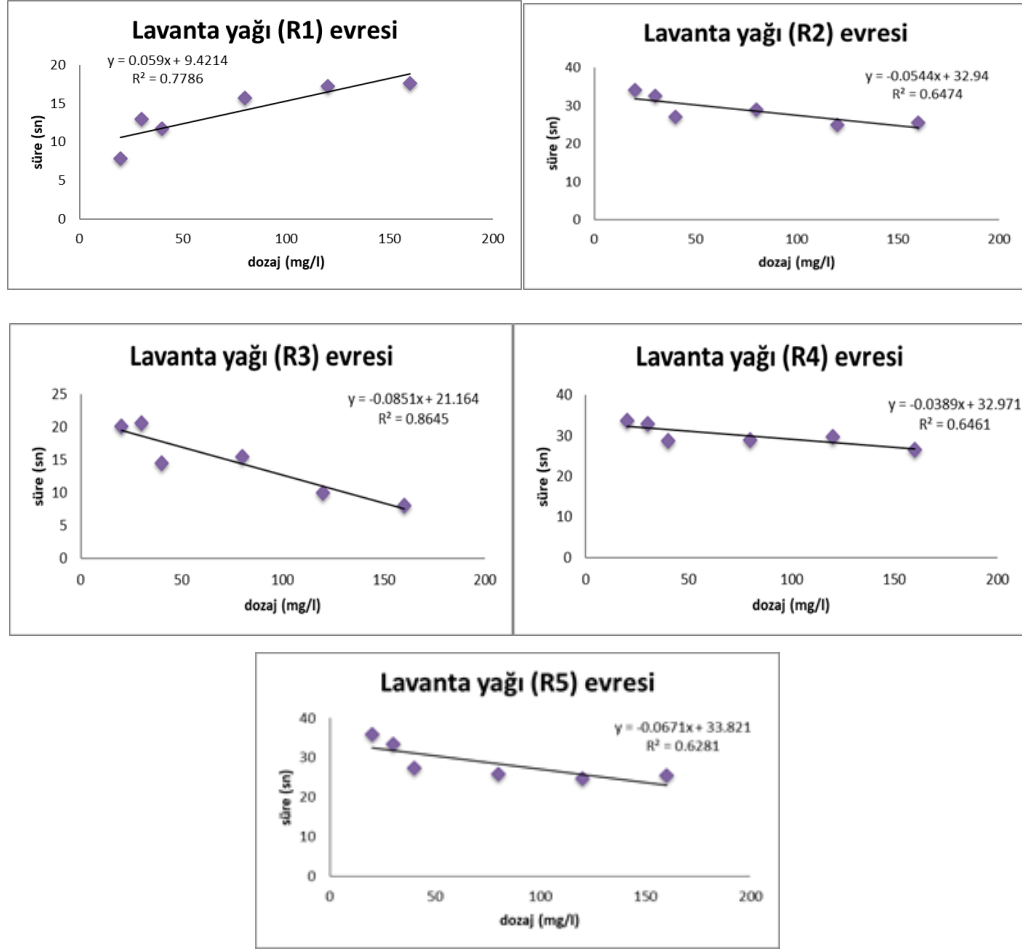 Lavanta yağı (R1) evresi
y = 0.059x + 9.4214
R² = 0.7786
süre (sn)
20
15
10
5
0
0 50 100 150 200
dozaj (mg/l)
Lavanta yağı (R2) evresi
y = -0.0544x + 32.94
R² = 0.6474
süre (sn)
40
30
20
10
0
0 50 100 150 200
dozaj (mg/l)
Lavanta yağı (R3) evresi
y = -0.0851x + 21.164
R² = 0.8645
süre (sn)
25
20
15
10
5
0
0 50 100 150 200
dozaj (mg/l)
Lavanta yağı (R4) evresi
y = -0.0389x + 32.971
R² = 0.6461
süre (sn)
40
30
20
10
0
0 50 100 150 200
dozaj (mg/l)
Lavanta yağı (R5) evresi
y = -0.0671x + 33.821
R² = 0.6281
süre (sn)
40
30
20
10
0
0 50 100 150 200
dozaj (mg/l)